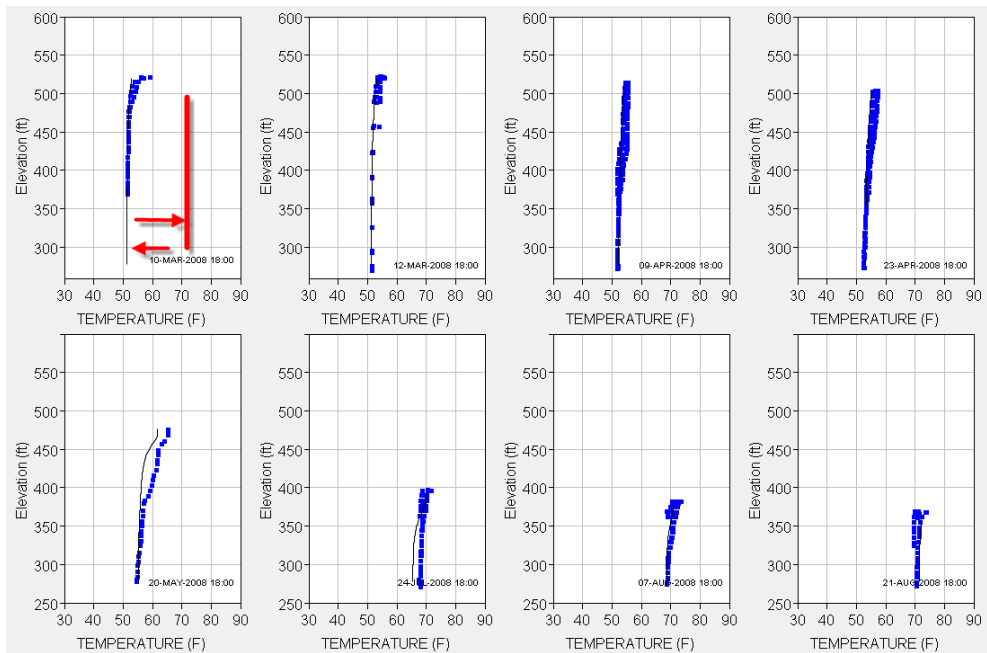 600 600 600 600
550 550 550 550
500 500 500 500
450 450 450 450
400 400 400 400
350 350 350 350
300 300 300 300
Elevation (ft) Elevation (ft) Elevation (ft) Elevation (ft)
10-MAR-2008 18:00 12-MAR-2008 18:00 09-APR-2008 18:00 23-APR-2008 18:00
30 40 50 60 70 80 90 30 40 50 60 70 80 90 30 40 50 60 70 80 90 30 40 50 60 70 80 90
TEMPERATURE (F) TEMPERATURE (F) TEMPERATURE (F) TEMPERATURE (F)
550 550 550 550
500 500 500 500
450 450 450 450
400 400 400 400
350 350 350 350
300 300 300 300
250 250 250 250
Elevation (ft) Elevation (ft) Elevation (ft) Elevation (ft)
20-MAY-2008 18:00 24-JUL-2008 18:00 07-AUG-2008 18:00 21-AUG-2008 18:00
30 40 50 60 70 80 90 30 40 50 60 70 80 90 30 40 50 60 70 80 90 30 40 50 60 70 80 90
TEMPERATURE (F) TEMPERATURE (F) TEMPERATURE (F) TEMPERATURE (F)